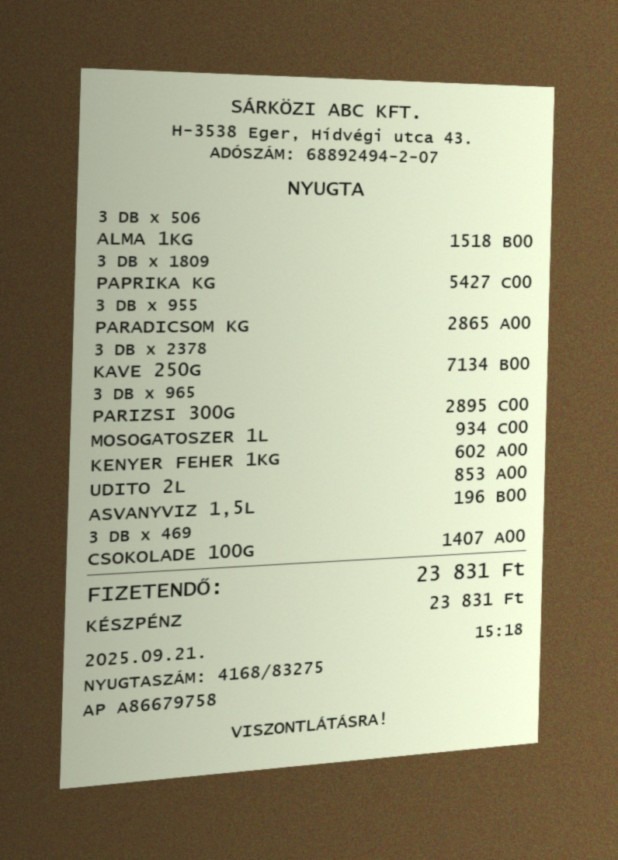 SÁRKÖZI ABC KFT.
H-3538 Eger, Hídvégi utca 43.
ADÓSZÁM: 68892494-2-07
NYUGTA
3 DB x 506
ALMA 1KG 1518 B00
3 DB x 1809
PAPRIKA KG 5427 C00
3 DB x 955
PARADICSOM KG 2865 A00
3 DB x 2378
KAVE 250G 7134 B00
3 DB x 965
PARIZSI 300G 2895 C00
MOSOGATOSZER 1L 934 C00
KENYER FEHER 1KG 602 A00
UDITO 2L 853 A00
ASVANYVIZ 1,5L 196 B00
3 DB x 469
CSOKOLADE 100G 1407 A00
FIZETENDŐ: 23 831 Ft
KÉSZPÉNZ 23 831 Ft
2025.09.21. 15:18
NYUGTASZÁM: 4168/83275
AP A86679758
VISZONTLÁTÁSRA!